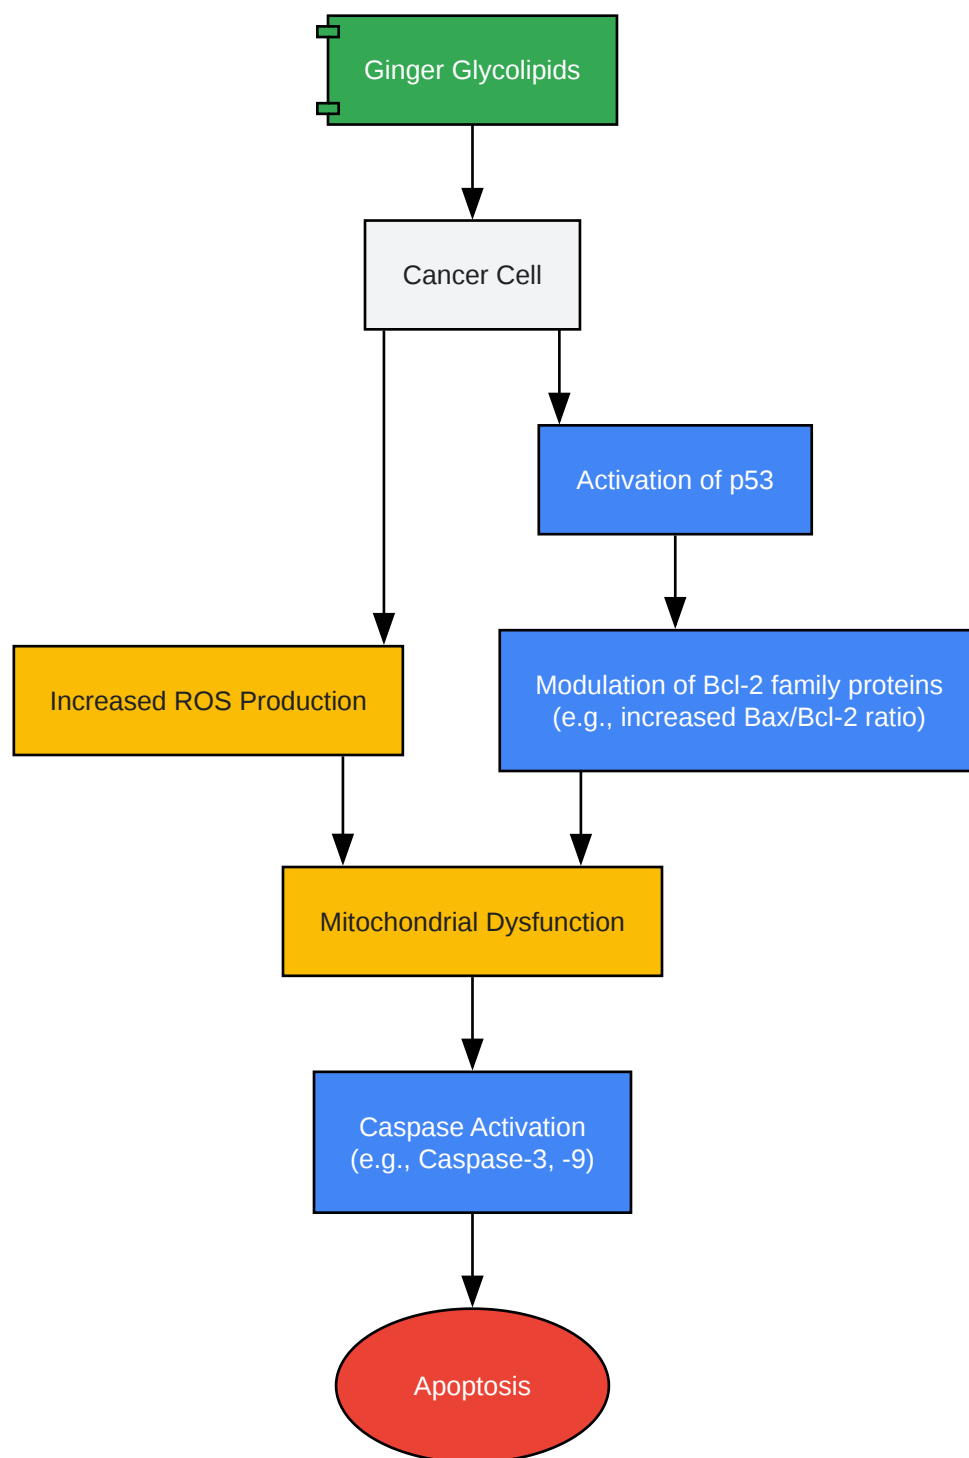 Ginger Glycolipids
Cancer Cell
Activation of p53
Increased ROS Production
Modulation of Bcl-2 family proteins
(e.g., increased Bax/Bcl-2 ratio)
Mitochondrial Dysfunction
Caspase Activation
(e.g., Caspase-3, -9)
Apoptosis